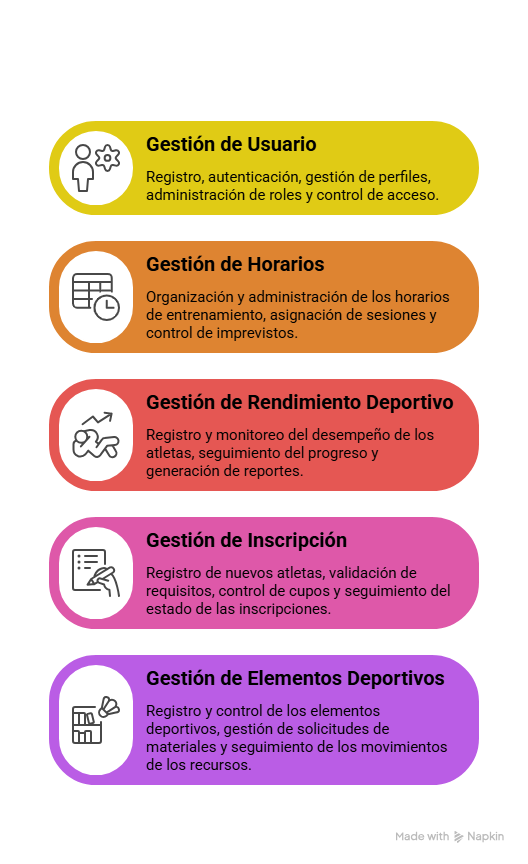 Gestión de Usuario
Registro, autenticación, gestión de perfiles,
administración de roles y control de acceso.
Gestión de Horarios
Organización y administración de los horarios
de entrenamiento, asignación de sesiones y
control de imprevistos.
Gestión de Rendimiento Deportivo
Registro y monitoreo del desempeño de los
atletas, seguimiento del progreso y
generación de reportes.
Gestión de Inscripción
Registro de nuevos atletas, validación de
requisitos, control de cupos y seguimiento del
estado de las inscripciones.
Gestión de Elementos Deportivos
Registro y control de los elementos
deportivos, gestión de solicitudes de
materiales y seguimiento de los movimientos
de los recursos.
Made with Napkin